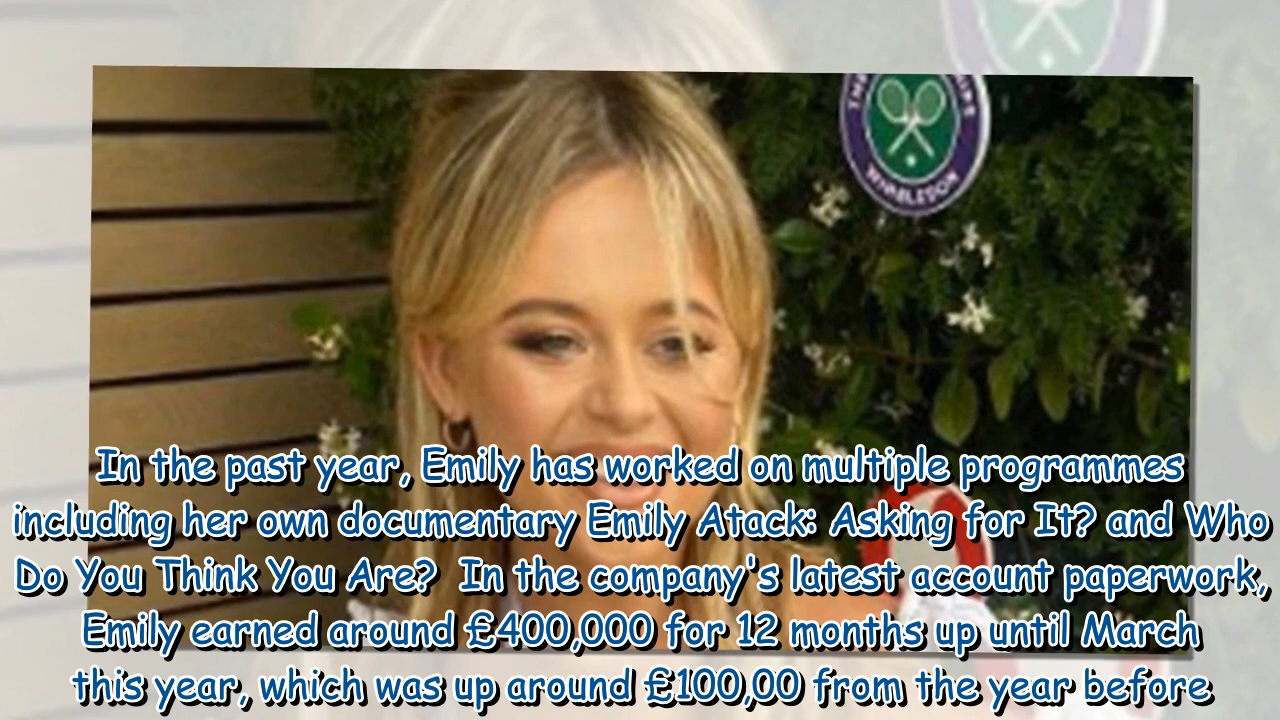 THE
WIMBLEDON
In the past year, Emily has worked on multiple programmes
including her own documentary Emily Atack: Asking for It? and Who
Do You Think You Are?  In the company's latest account paperwork,
Emily earned around £400,000 for 12 months up until March
this year, which was up around £100,00 from the year before